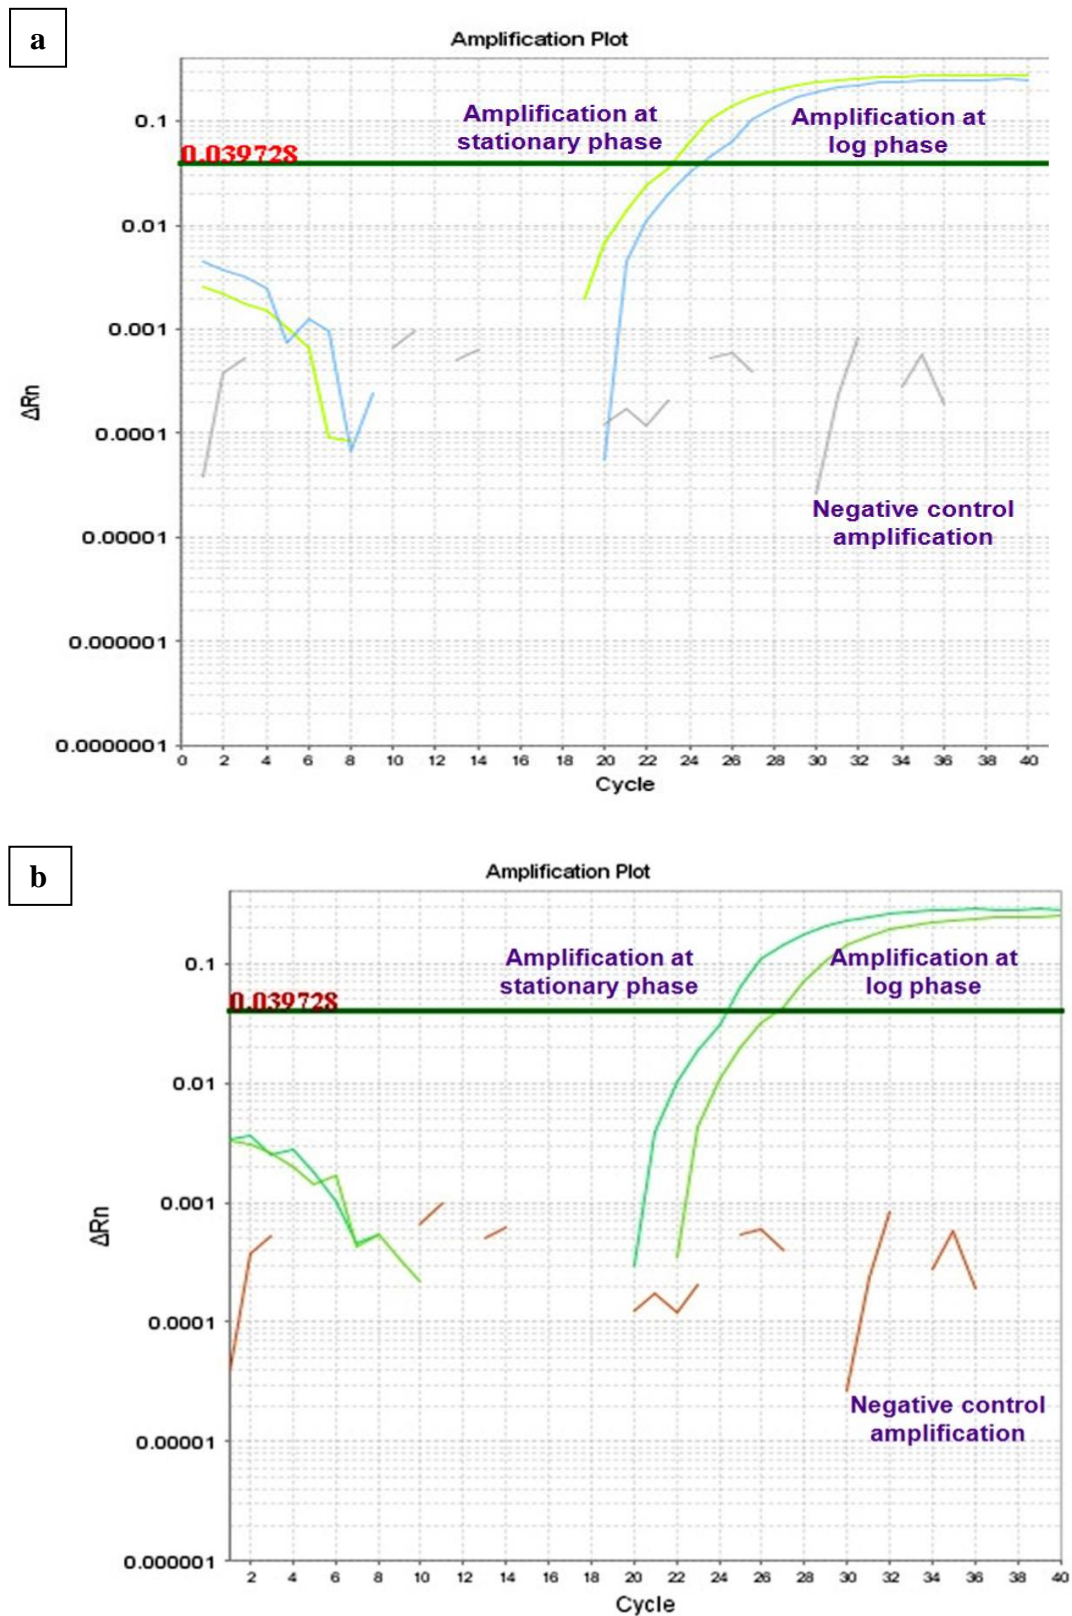 a
Amplification Plot
Amplification at
stationary phase
Amplification at
log phase
0.1
0.039728
0.01
0.001
ΔRn
0.0001
Negative control
amplification
0.00001
0.000001
0.0000001
0 2 4 6 8 10 12 14 16 18 20 22 24 26 28 30 32 34 36 38 40
Cycle
b
Amplification Plot
Amplification at
stationary phase
Amplification at
log phase
0.1
0.039728
0.01
0.001
ΔRn
0.0001
Negative control
amplification
0.00001
0.000001
2 4 6 8 10 12 14 16 18 20 22 24 26 28 30 32 34 36 38 40
Cycle